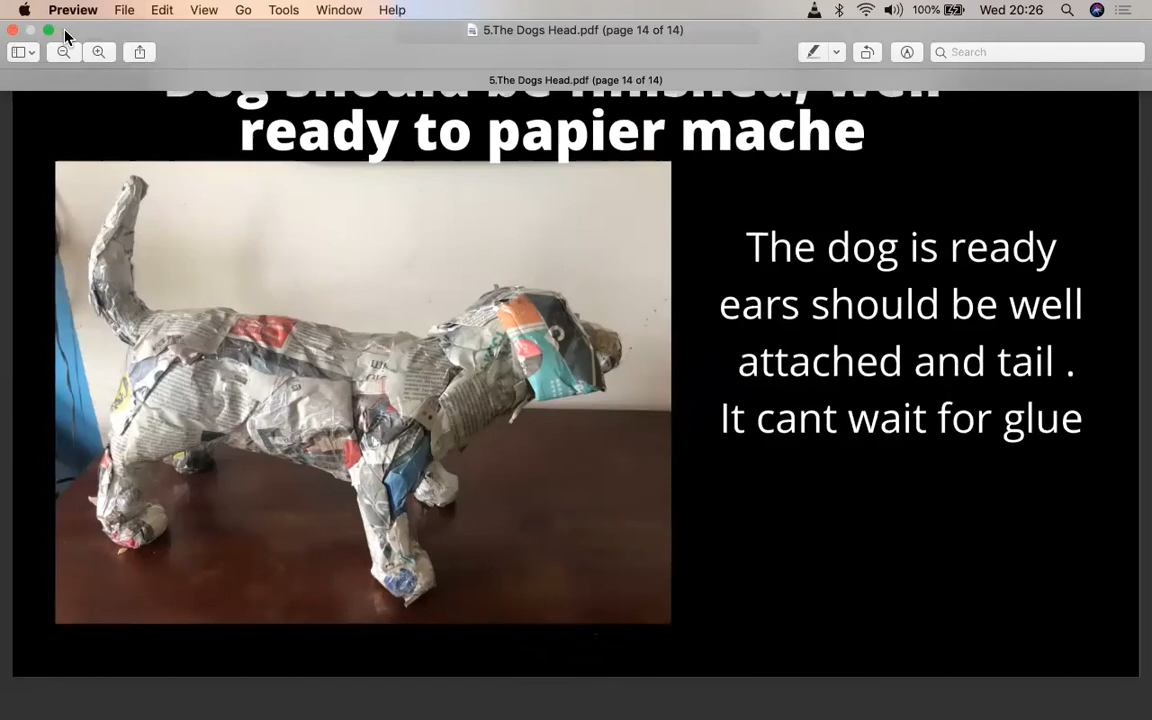 Preview File Edit View Go Tools Window Help 100% Wed 20:26
5.The Dogs Head.pdf (page 14 of 14)
Search
5.The Dogs Head.pdf (page 14 of 14)
Dog should be finished, well
ready to papier mache
The dog is ready
ears should be well
attached and tail .
It cant wait for glue